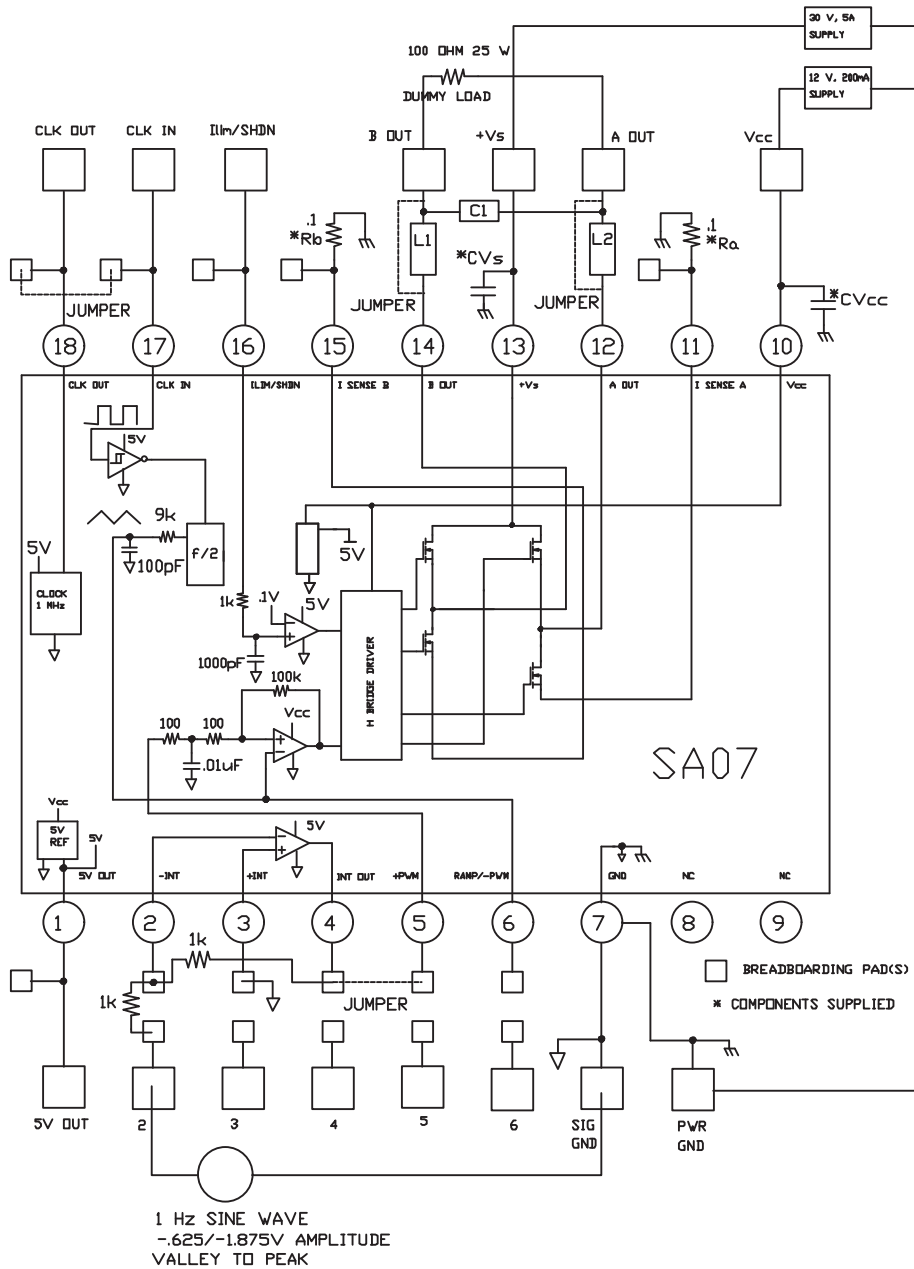 30 V, 5A
SUPPLY
100 OHM 25 W
12 V, 200mA
SUPPLY
DUMMY LOAD
CLK OUT
CLK IN
Ilim/SHDN
B OUT
+Vs
A OUT
Vcc
C1
.1
*Rb
L1
*CVs
L2
.1
*Ra
JUMPER
JUMPER
JUMPER
*CVcc
18
17
16
15
14
13
12
11
10
CLK OUT
CLK IN
ILIM/SHDN
I SENSE B
B OUT
+Vs
A OUT
I SENSE A
Vcc
5V
9k
f/2
5V
100pF
5V
CLOCK
1 MHz
1k
.1V
5V
1000pF
H BRIDGE DRIVER
100k
100
100
Vcc
.01uF
SA07
Vcc
5V
REF
5V
5V
5V OUT
-INT
+INT
INT OUT
+PWM
RAMP/-PWM
GND
NC
NC
1
2
3
4
5
6
7
8
9
1k
1k
JUMPER
BREADBOARDING PAD(S)
* COMPONENTS SUPPLIED
5V OUT
2
3
4
5
6
SIG
GND
PWR
GND
1 Hz SINE WAVE
-.625/-1.875V AMPLITUDE
VALLEY TO PEAK